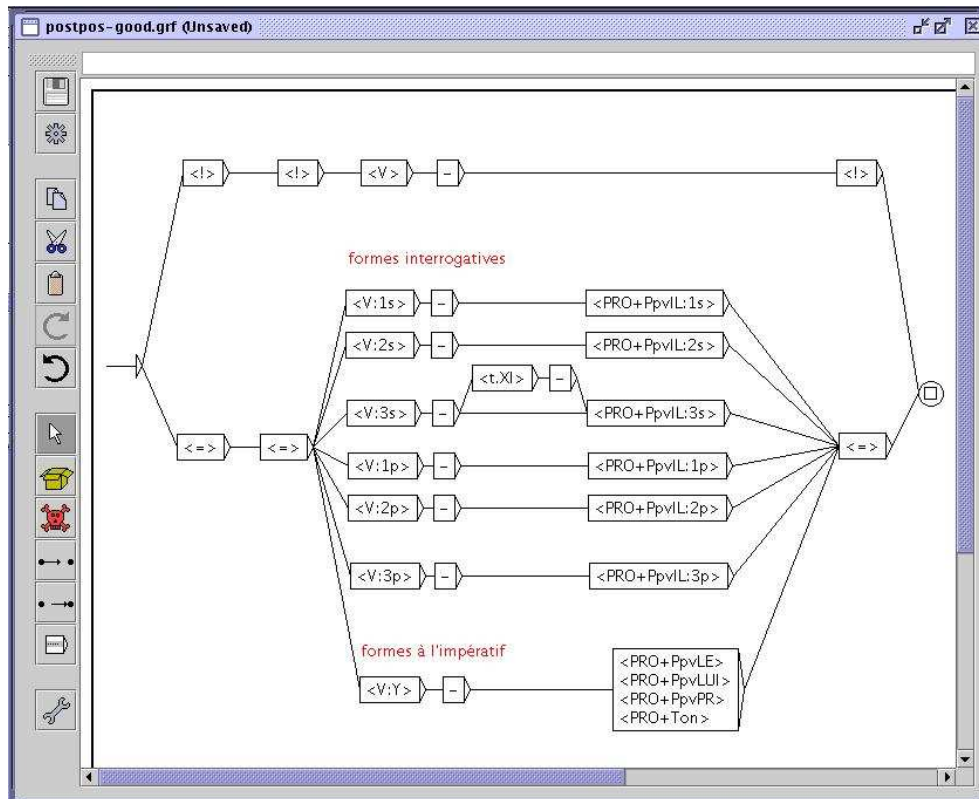 postpos-good.grf (Unsaved)
<!> <!> <V> - <!>
formes interrogatives
<V:1s> - <PRO+PpvIL:1s>
<V:2s> - <PRO+PpvIL:2s>
<t.XI> -
<V:3s> - <PRO+PpvIL:3s>
<=> <=> <=>
<V:1p> - <PRO+PpvIL:1p>
<V:2p> - <PRO+PpvIL:2p>
<V:3p> - <PRO+PpvIL:3p>
formes à l'impératif
<PRO+PpvLE>
<PRO+PpvLUI>
<V:Y> -
<PRO+PpvPR>
<PRO+Ton>